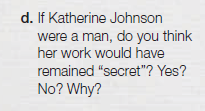 d. If Katherine Johnson
were a man, do you think
her work would have
remained “secret”? Yes?
No? Why?